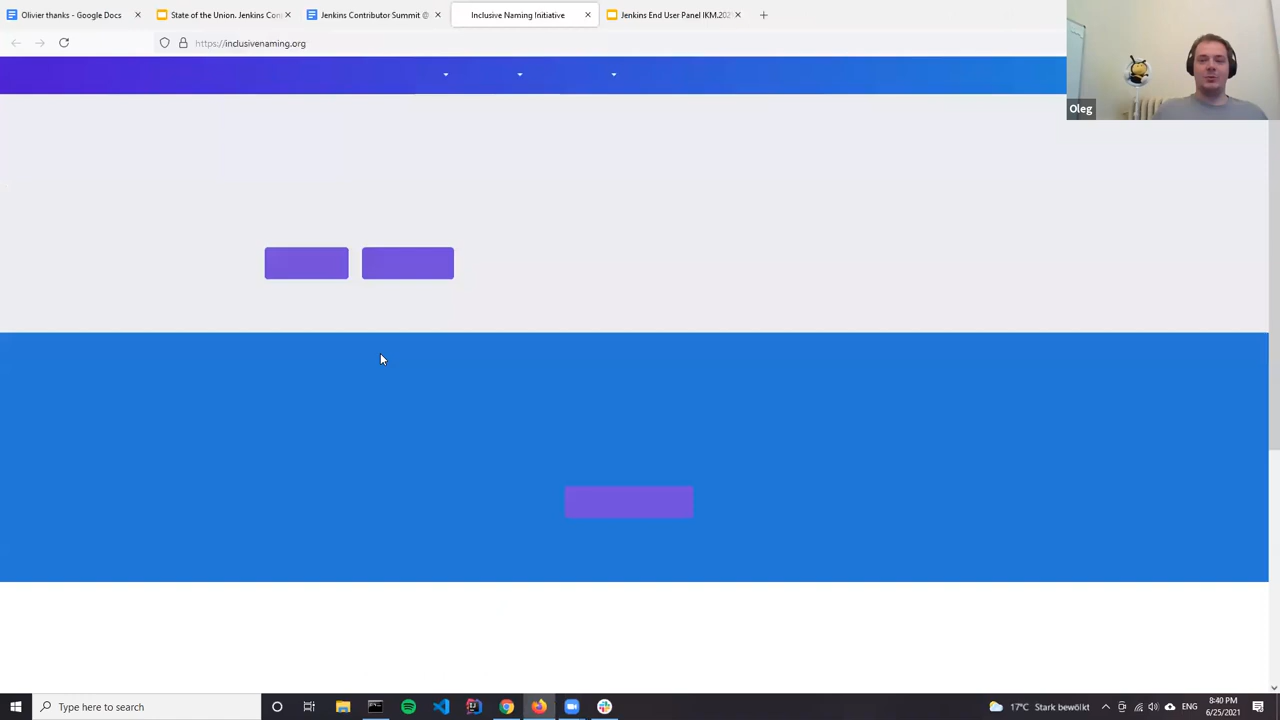 Olivier thanks - Google Docs
State of the Union. Jenkins Con
Jenkins Contributor Summit @
Inclusive Naming Initiative
Jenkins End User Panel IKM.202
https://inclusivenaming.org
Oleg
Type here to search
17°C Stark bewölkt
ENG
8:40 PM
6/25/2021